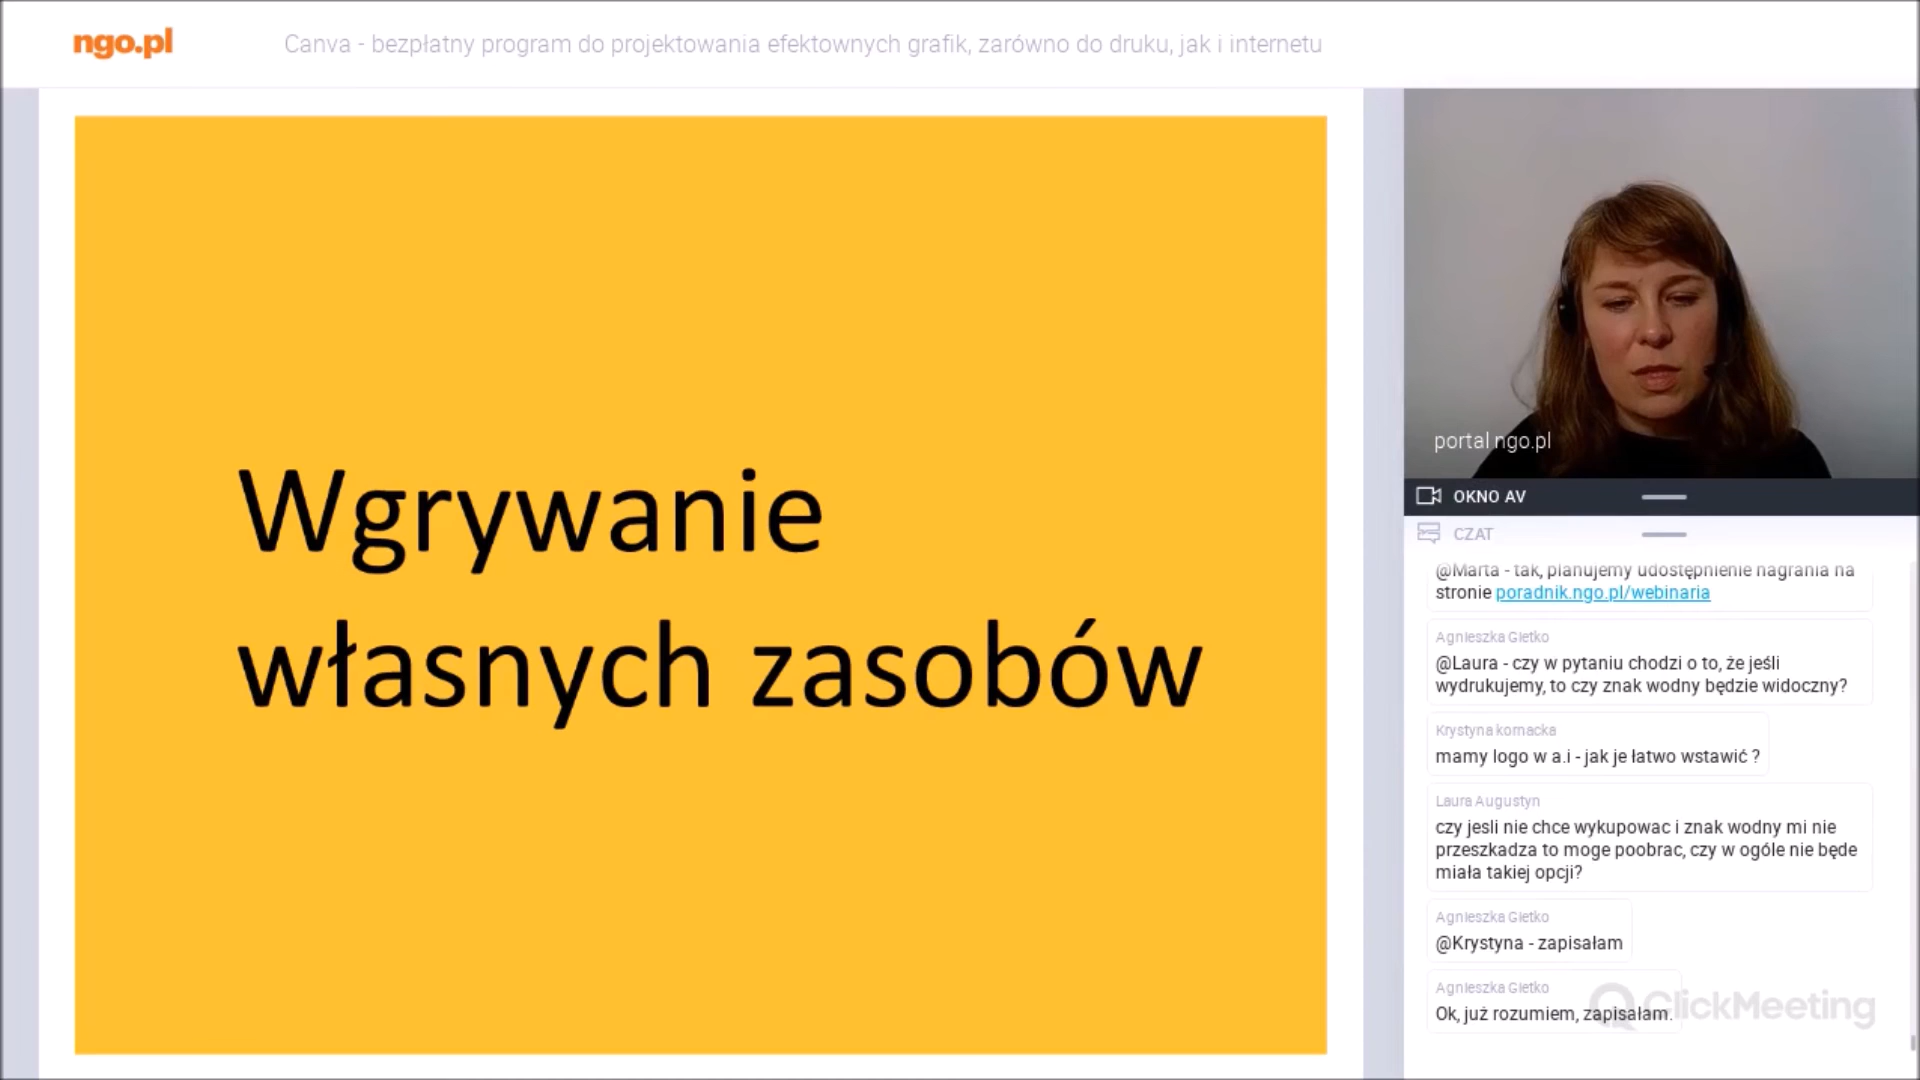 ngo.pl
Canva - bezpłatny program do projektowania efektownych grafik, zarówno do druku, jak i internetu
Wgrywanie
własnych zasobów
portal ngo.pl
OKNO AV
CZAT
@Marta - tak, planujemy udostępnienie nagrania na
stronie poradnik.ngo.pl/webinaria
Agnieszka Gietko
@Laura - czy w pytaniu chodzi o to, że jeśli
wydrukujemy, to czy znak wodny będzie widoczny?
Krystyna kornacka
mamy logo w a.i - jak je łatwo wstawić ?
Laura Augustyn
czy jesli nie chce wykupowac i znak wodny mi nie
przeszkadza to moge poobrac, czy w ogóle nie będe
miała takiej opcji?
Agnieszka Gietko
@Krystyna - zapisałam
Agnieszka Gietko
Ok, już rozumiem, zapisałam.
ClickMeeting